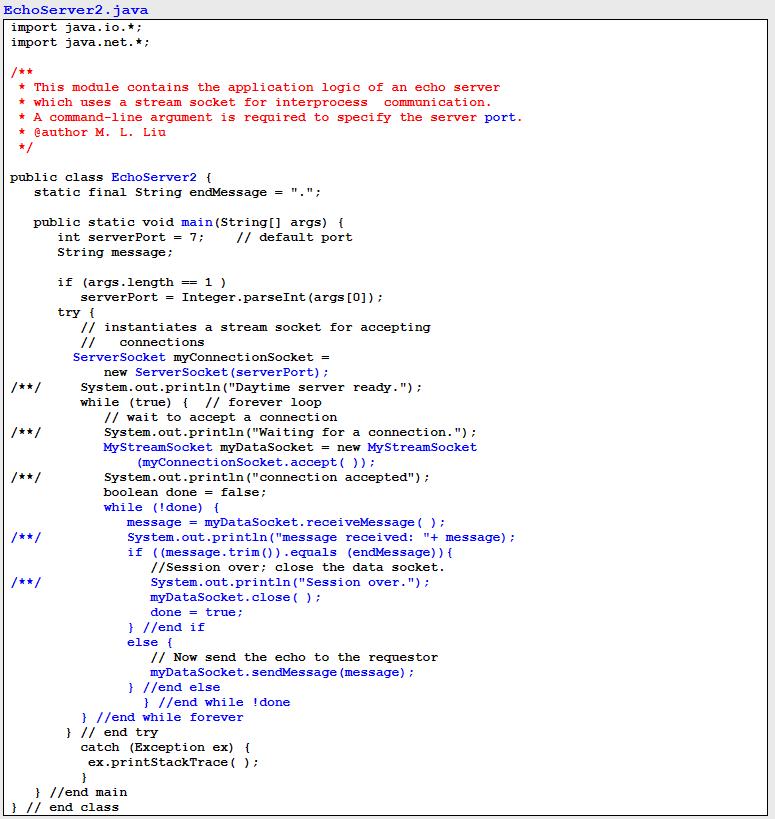 EchoServer2.java
import java.io.*;
import java.net.*;
/**
* This module contains the application logic of an echo server
* which uses a stream socket for interprocess  communication.
* A command-line argument is required to specify the server port.
* @author M. L. Liu
*/
public class EchoServer2 {
static final String endMessage = ".";
public static void main(String[] args) {
int serverPort = 7;    // default port
String message;
if (args.length == 1 )
serverPort = Integer.parseInt(args[0]);
try {
// instantiates a stream socket for accepting
//   connections
ServerSocket myConnectionSocket =
new ServerSocket(serverPort);
/**/     System.out.println("Daytime server ready.");
while (true) {  // forever loop
// wait to accept a connection
/**/        System.out.println("Waiting for a connection.");
MyStreamSocket myDataSocket = new MyStreamSocket
(myConnectionSocket.accept( ));
/**/        System.out.println("connection accepted");
boolean done = false;
while (!done) {
message = myDataSocket.receiveMessage( );
/**/           System.out.println("message received: "+ message);
if ((message.trim()).equals (endMessage)){
//Session over; close the data socket.
/**/              System.out.println("Session over.");
myDataSocket.close( );
done = true;
} //end if
else {
// Now send the echo to the requestor
myDataSocket.sendMessage(message);
} //end else
} //end while !done
} //end while forever
} // end try
catch (Exception ex) {
ex.printStackTrace( );
}
} //end main
} // end class